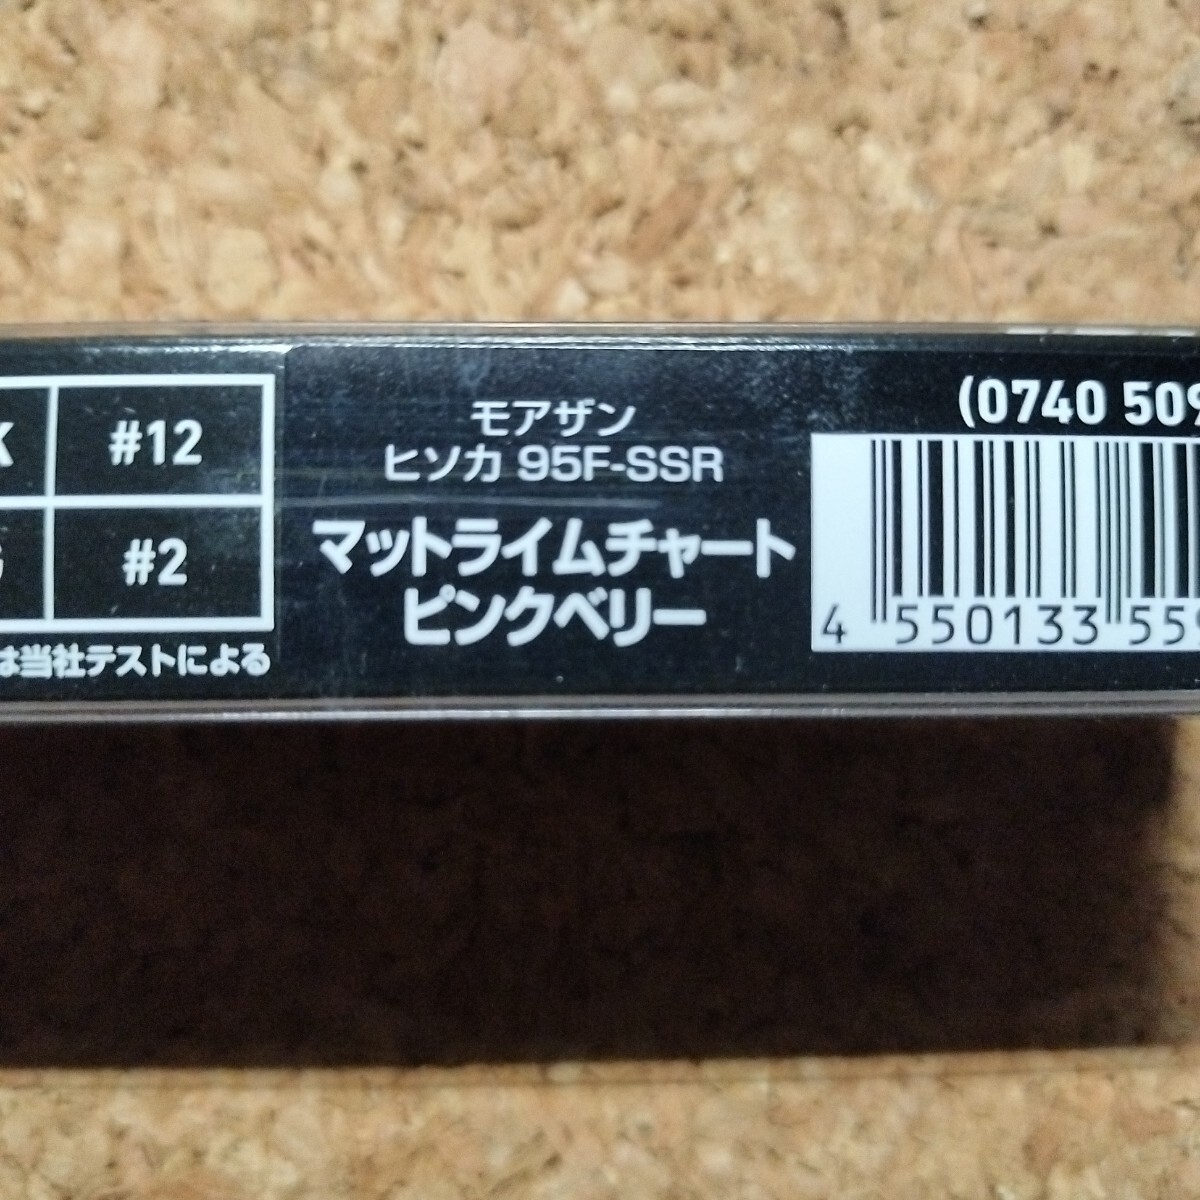 #12
#2
は当社テストによる
モアザン
ヒソカ 95F-SSR
マットライムチャート
ピンクベリー
(0740 509
4 550133 55